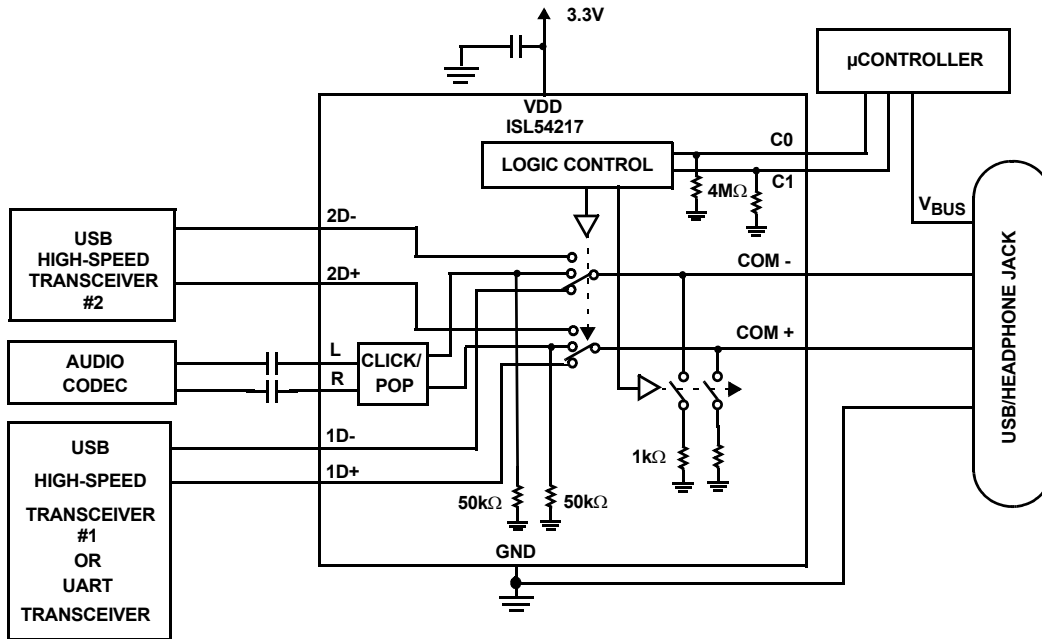 3.3V
µCONTROLLER
VDD
ISL54217
C0
LOGIC CONTROL
C1
4MΩ
2D-
VBUS
USB
HIGH-SPEED
TRANSCEIVER
#2
2D+
COM -
COM +
USB/HEADPHONE JACK
AUDIO
CODEC
L
R
CLICK/
POP
1D-
1D+
USB
HIGH-SPEED
TRANSCEIVER
#1
OR
UART
TRANSCEIVER
1kΩ
50kΩ
50kΩ
GND